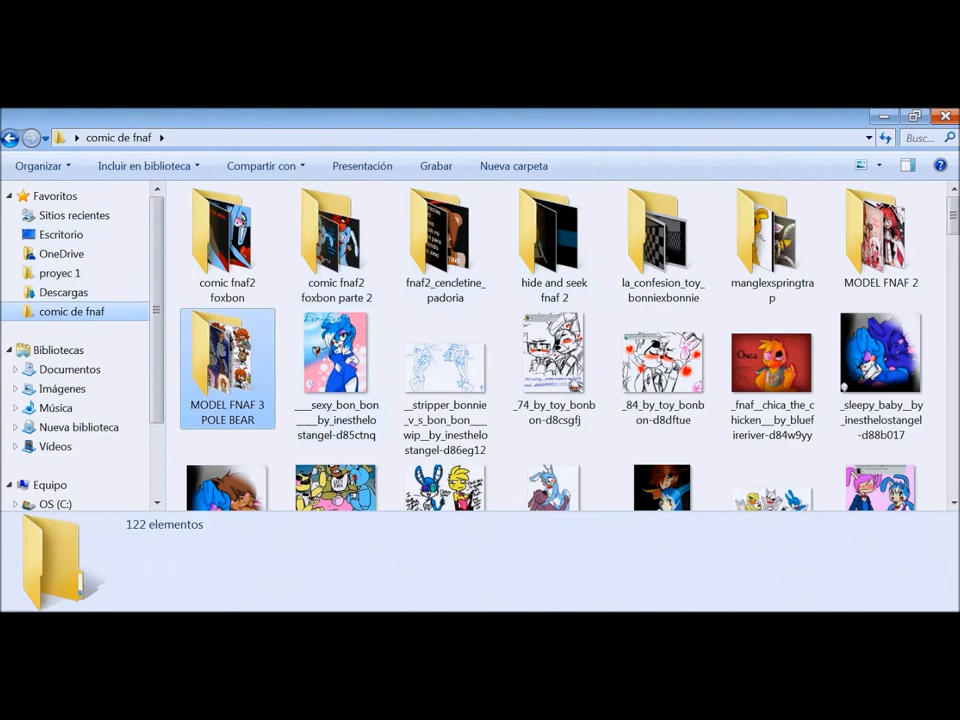 comic de fnaf
Busc...
Organizar
Incluir en biblioteca
Compartir con
Presentación
Grabar
Nueva carpeta
Favoritos
Sitios recientes
Escritorio
OneDrive
proyec 1
Descargas
comic de fnaf
Bibliotecas
Documentos
Imágenes
Música
Nueva biblioteca
Vídeos
Equipo
OS (C:)
comic fnaf2
foxbon
comic fnaf2
foxbon parte 2
fnaf2_cencletine_
padoria
hide and seek
fnaf 2
la_confesion_toy_
bonniexbonnie
manglexspringtra
p
MODEL FNAF 2
MODEL FNAF 3
POLE BEAR
____sexy_bon_bon
____by_inesthelo
stangel-d85ctnq
__stripper_bonnie
_v_s_bon_bon___
wip__by_inesthelo
stangel-d86eg12
_74_by_toy_bonb
on-d8csgfj
_84_by_toy_bonb
on-d8dftue
Chica
_fnaf__chica_the_c
hicken__by_bluef
ireriver-d84w9yy
_sleepy_baby__by
_inesthelostangel
-d88b017
122 elementos